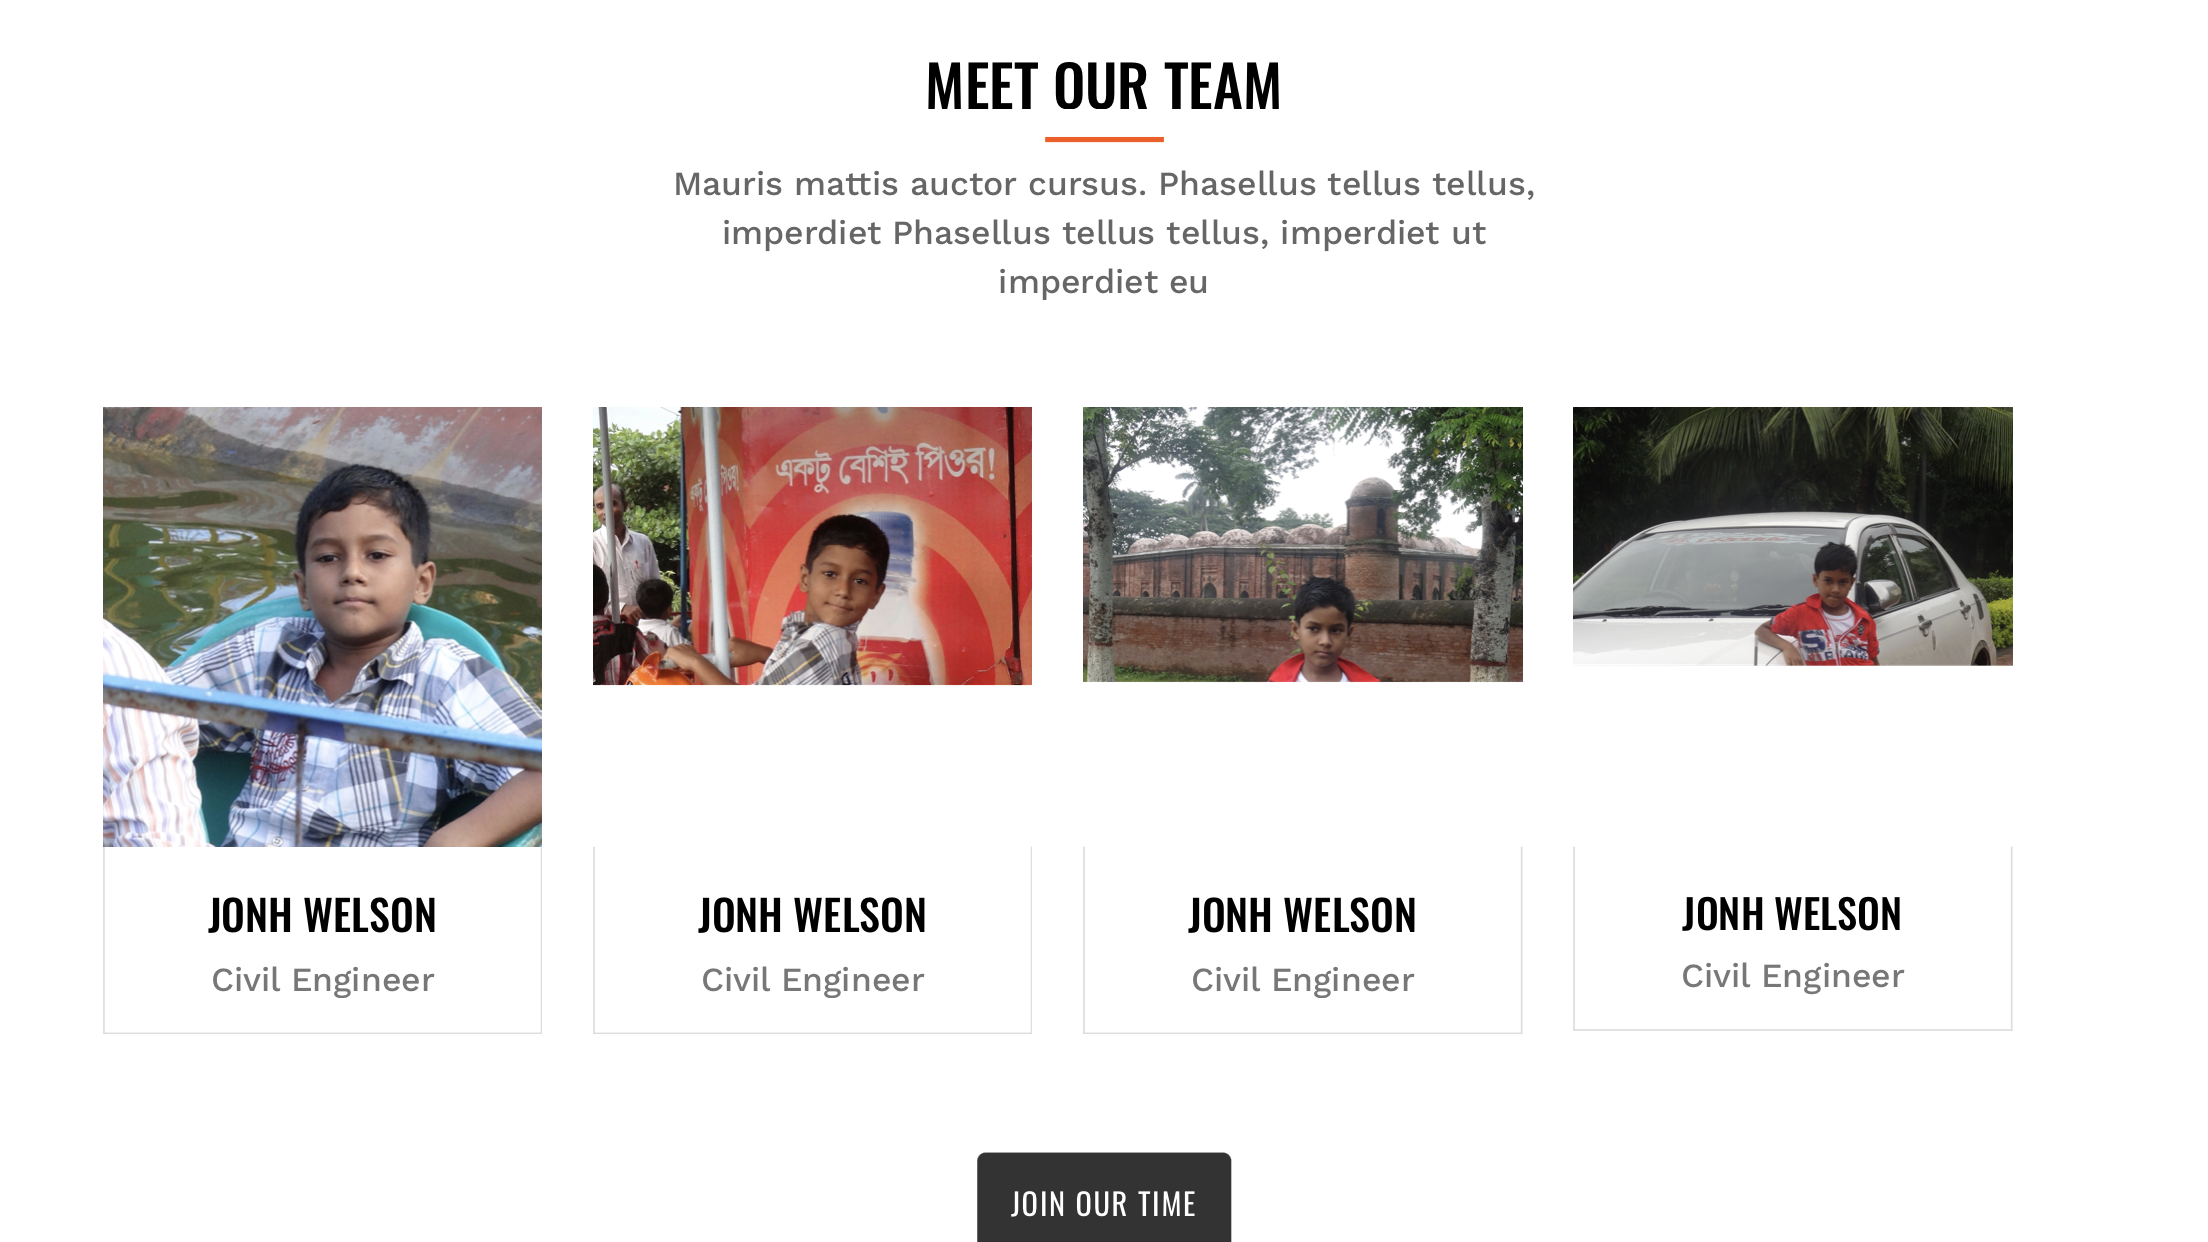 MEET OUR TEAM
Mauris mattis auctor cursus. Phasellus tellus tellus,
imperdiet Phasellus tellus tellus, imperdiet ut
imperdiet eu
একটু বেশিই পিওর!
JONH WELSON
Civil Engineer
JONH WELSON
Civil Engineer
JONH WELSON
Civil Engineer
JONH WELSON
Civil Engineer
JOIN OUR TIME